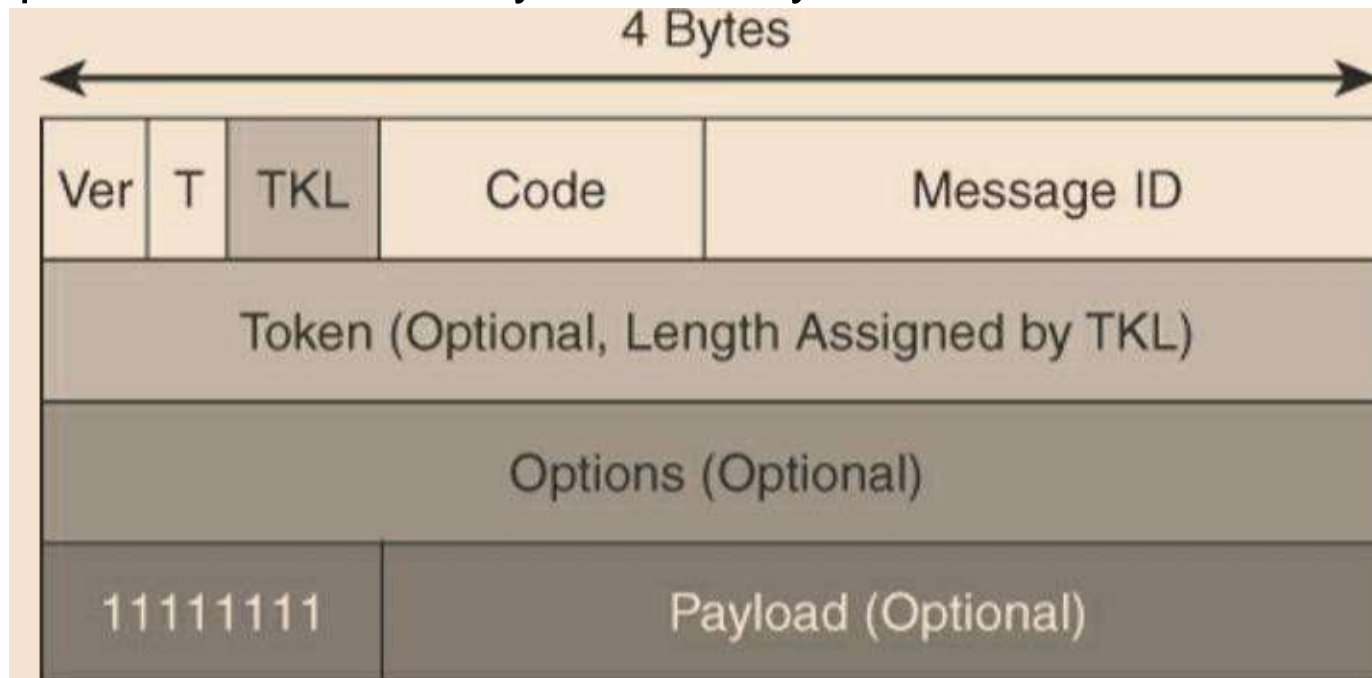 4 Bytes
Ver T TKL Code Message ID
Token (Optional, Length Assigned by TKL)
Options (Optional)
11111111 Payload (Optional)